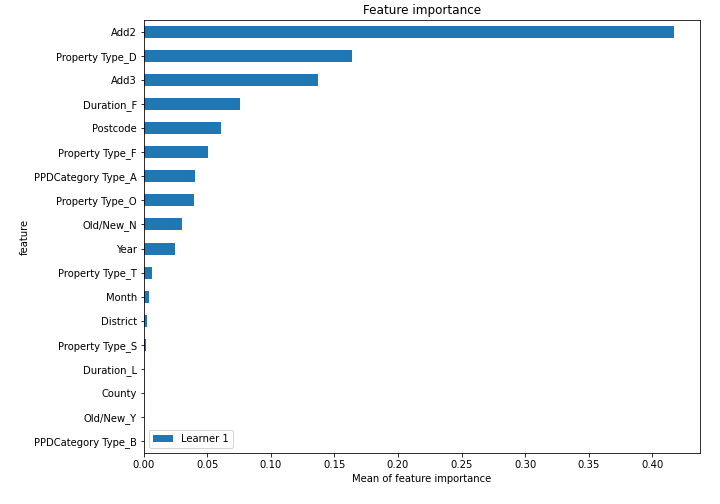 Feature importance
Add2
Property Type_D
Add3
Duration_F
Postcode
Property Type_F
PPDCategory Type_A
Property Type_O
Old/New_N
Year
Property Type_T
Month
District
Property Type_S
Duration_L
County
Old/New_Y
PPDCategory Type_B
feature
Learner 1
0.00 0.05 0.10 0.15 0.20 0.25 0.30 0.35 0.40
Mean of feature importance